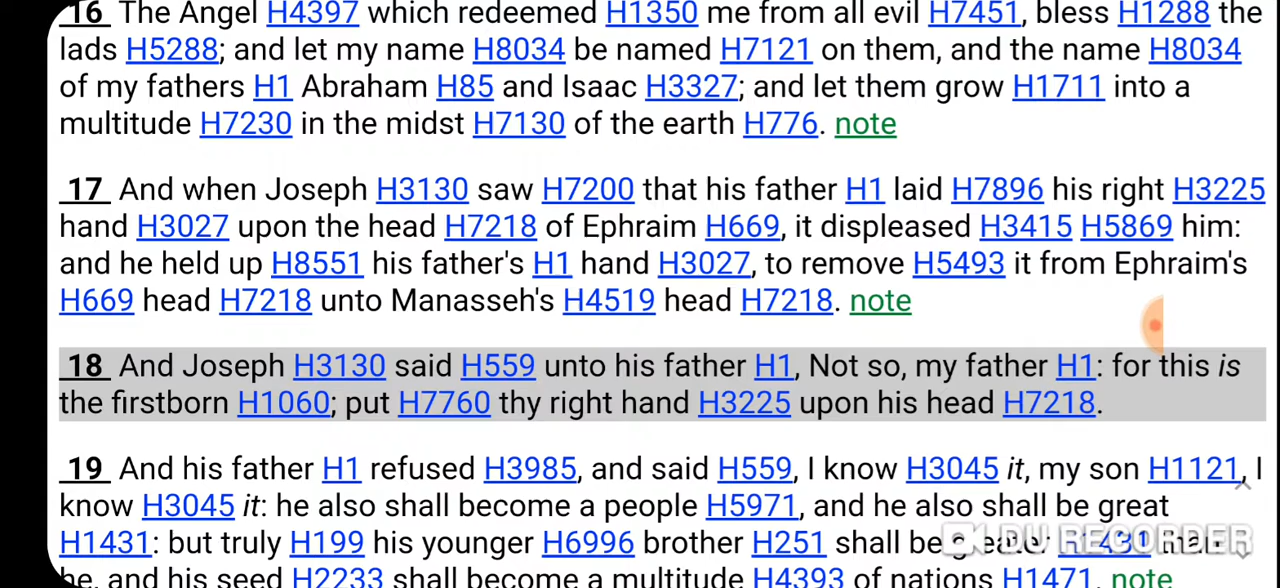 16 The Angel H4397 which redeemed H1350 me from all evil H7451, bless H1288 the
lads H5288; and let my name H8034 be named H7121 on them, and the name H8034
of my fathers H1 Abraham H85 and Isaac H3327; and let them grow H1711 into a
multitude H7230 in the midst H7130 of the earth H776. note
17 And when Joseph H3130 saw H7200 that his father H1 laid H7896 his right H3225
hand H3027 upon the head H7218 of Ephraim H669, it displeased H3415 H5869 him:
and he held up H8551 his father's H1 hand H3027, to remove H5493 it from Ephraim's
H669 head H7218 unto Manasseh's H4519 head H7218. note
18 And Joseph H3130 said H559 unto his father H1, Not so, my father H1: for this is
the firstborn H1060; put H7760 thy right hand H3225 upon his head H7218.
19 And his father H1 refused H3985, and said H559, I know H3045 it, my son H1121, I
know H3045 it: he also shall become a people H5971, and he also shall be great
H1431: but truly H199 his younger H6996 brother H251 shall be greater H1431 than
DU RECORDER
he, and his seed H2233 shall become a multitude H4393 of nations H1471. note